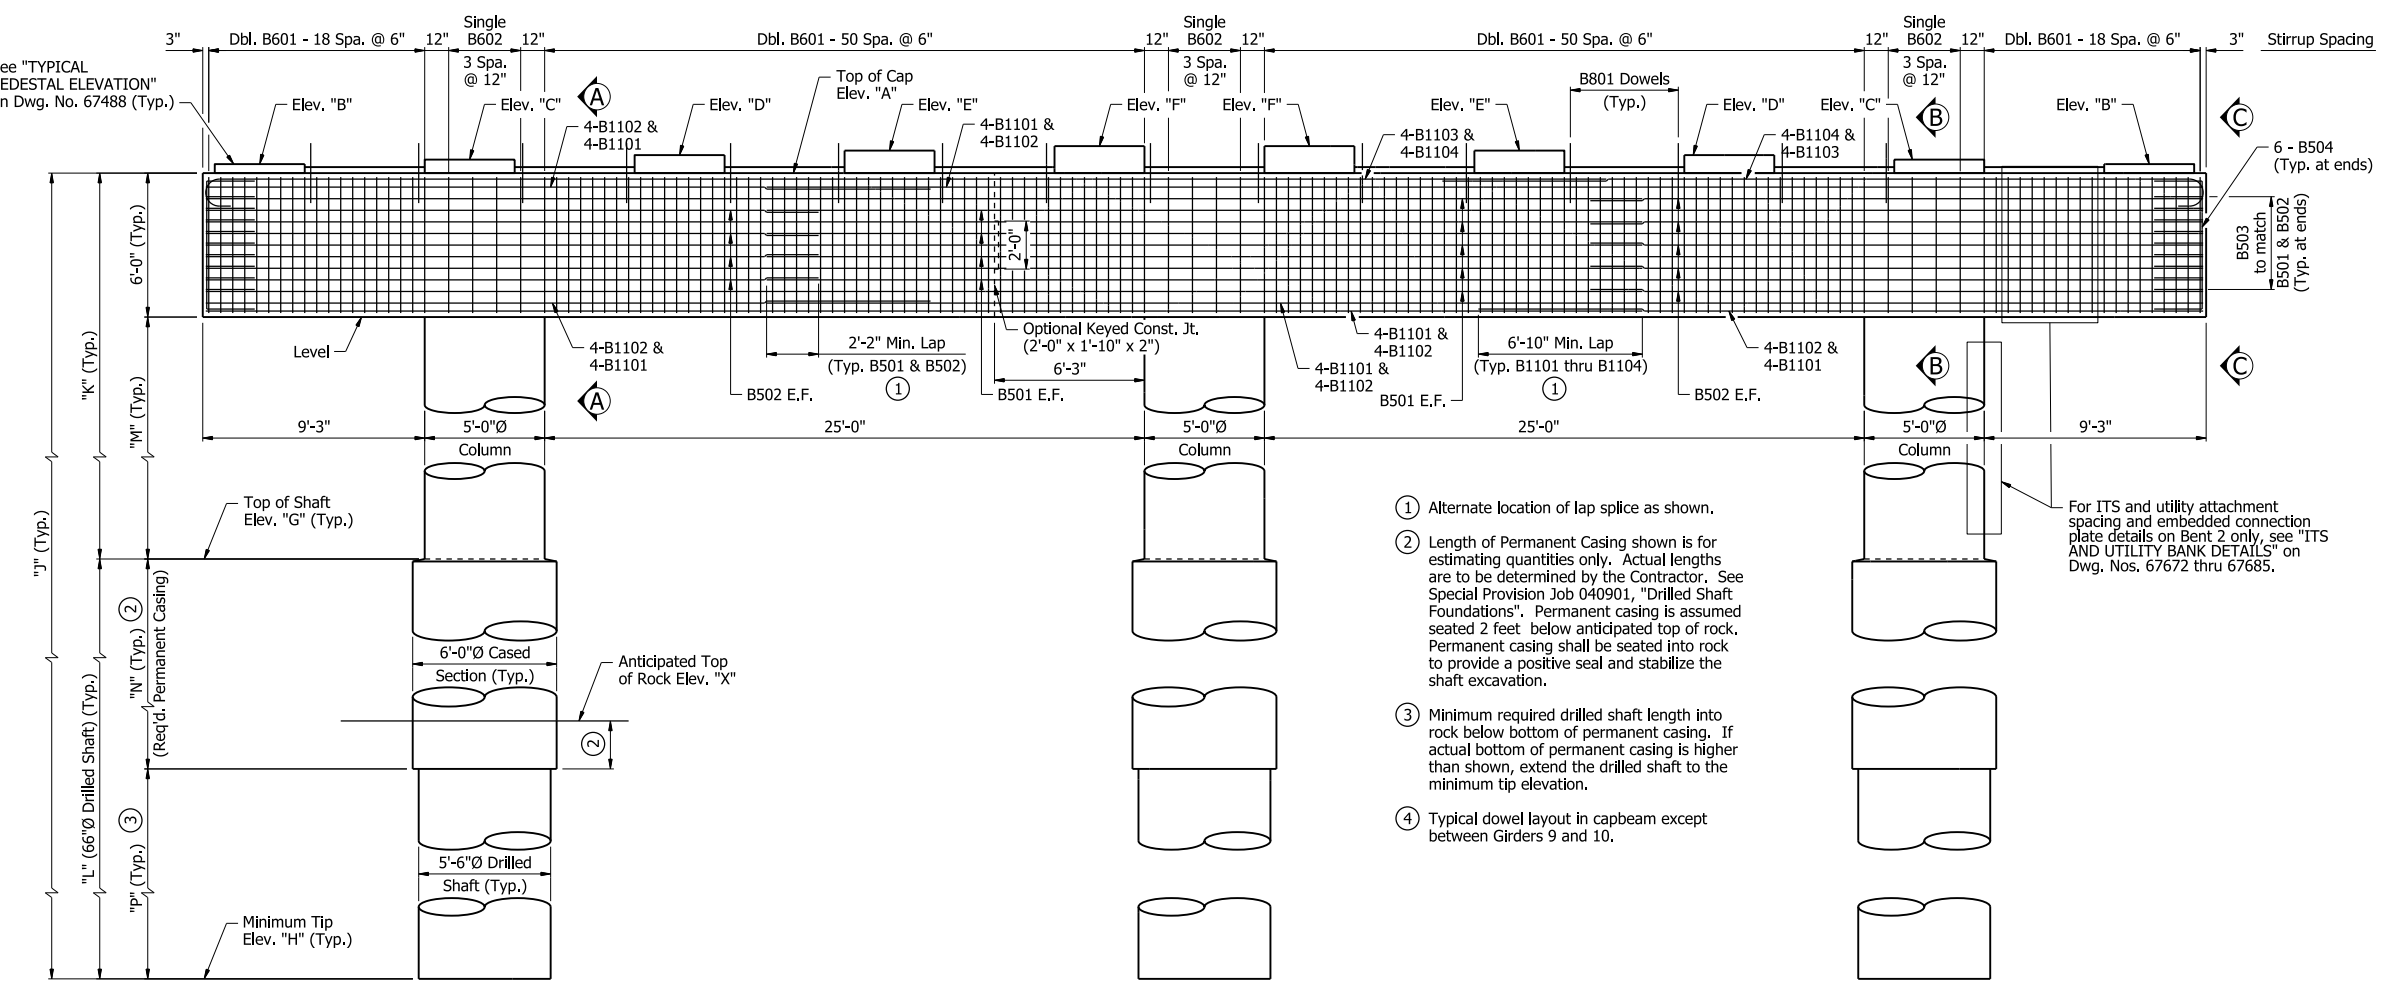 3"
Dbl. B601 - 18 Spa. @ 6"
12"
Single
B602
3 Spa.
@ 12"
12"
Dbl. B601 - 50 Spa. @ 6"
12"
Single
B602
3 Spa.
@ 12"
12"
Dbl. B601 - 50 Spa. @ 6"
12"
Single
B602
3 Spa.
@ 12"
12"
Dbl. B601 - 18 Spa. @ 6"
3"
Stirrup Spacing
ee "TYPICAL
EDESTAL ELEVATION"
n Dwg. No. 67488 (Typ.)
Elev. "B"
Elev. "C"
A
Elev. "D"
Top of Cap
Elev. "A"
Elev. "E"
Elev. "F"
Elev. "F"
Elev. "E"
B801 Dowels
(Typ.)
Elev. "D"
Elev. "C"
B
Elev. "B"
C
4-B1102 &
4-B1101
4-B1101 &
4-B1102
4-B1103 &
4-B1104
4-B1104 &
4-B1103
6 - B504
(Typ. at ends)
6'-0" (Typ.)
2'-0"
B503
to match
B501 & B502
(Typ. at ends)
Level
4-B1102 &
4-B1101
A
2'-2" Min. Lap
(Typ. B501 & B502)
1
B502 E.F.
Optional Keyed Const. Jt.
(2'-0" x 1'-10" x 2")
6'-3"
B501 E.F.
4-B1101 &
4-B1102
4-B1101 &
4-B1102
B501 E.F.
6'-10" Min. Lap
(Typ. B1101 thru B1104)
1
B502 E.F.
4-B1102 &
4-B1101
B
C
"K" (Typ.)
"M" (Typ.)
9'-3"
5'-0"Ø
Column
25'-0"
5'-0"Ø
Column
25'-0"
5'-0"Ø
Column
9'-3"
"J" (Typ.)
Top of Shaft
Elev. "G" (Typ.)
"L" (66"Ø Drilled Shaft) (Typ.)
"N" (Typ.) 2
(Req'd. Permanent Casing)
6'-0"Ø Cased
Section (Typ.)
Anticipated Top
of Rock Elev. "X"
2
"P" (Typ.) 3
5'-6"Ø Drilled
Shaft (Typ.)
Minimum Tip
Elev. "H" (Typ.)
1 Alternate location of lap splice as shown.
2 Length of Permanent Casing shown is for
estimating quantities only. Actual lengths
are to be determined by the Contractor. See
Special Provision Job 040901, "Drilled Shaft
Foundations". Permanent casing is assumed
seated 2 feet below anticipated top of rock.
Permanent casing shall be seated into rock
to provide a positive seal and stabilize the
shaft excavation.
3 Minimum required drilled shaft length into
rock below bottom of permanent casing. If
actual bottom of permanent casing is higher
than shown, extend the drilled shaft to the
minimum tip elevation.
4 Typical dowel layout in capbeam except
between Girders 9 and 10.
For ITS and utility attachment
spacing and embedded connection
plate details on Bent 2 only, see "ITS
AND UTILITY BANK DETAILS" on
Dwg. Nos. 67672 thru 67685.